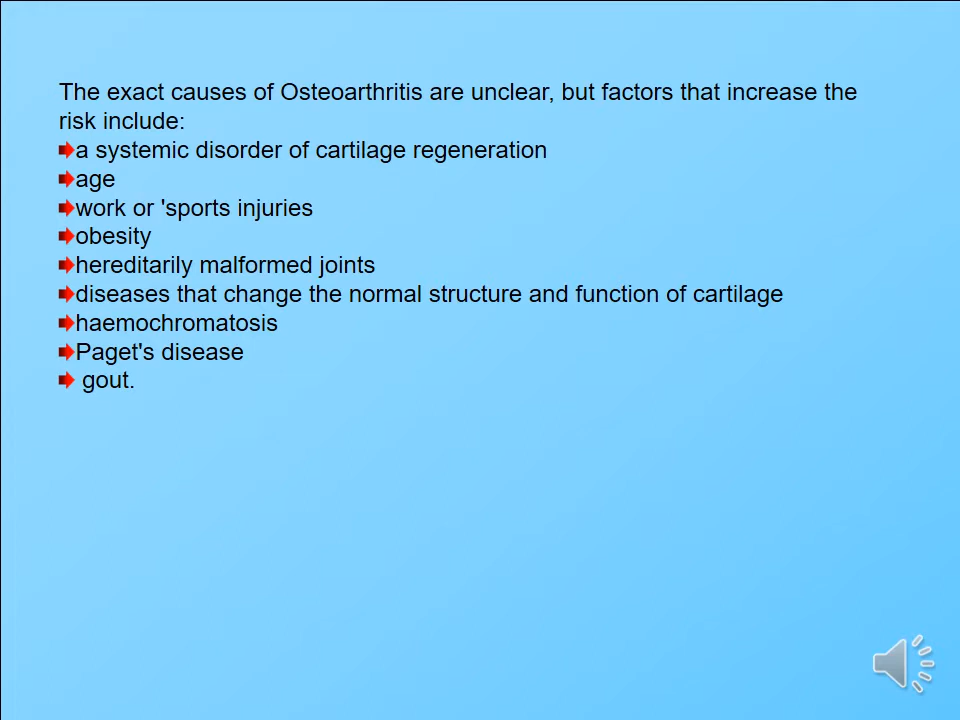 The exact causes of Osteoarthritis are unclear, but factors that increase the
risk include:
a systemic disorder of cartilage regeneration
age
work or 'sports injuries
obesity
hereditarily malformed joints
diseases that change the normal structure and function of cartilage
haemochromatosis
Paget's disease
gout.